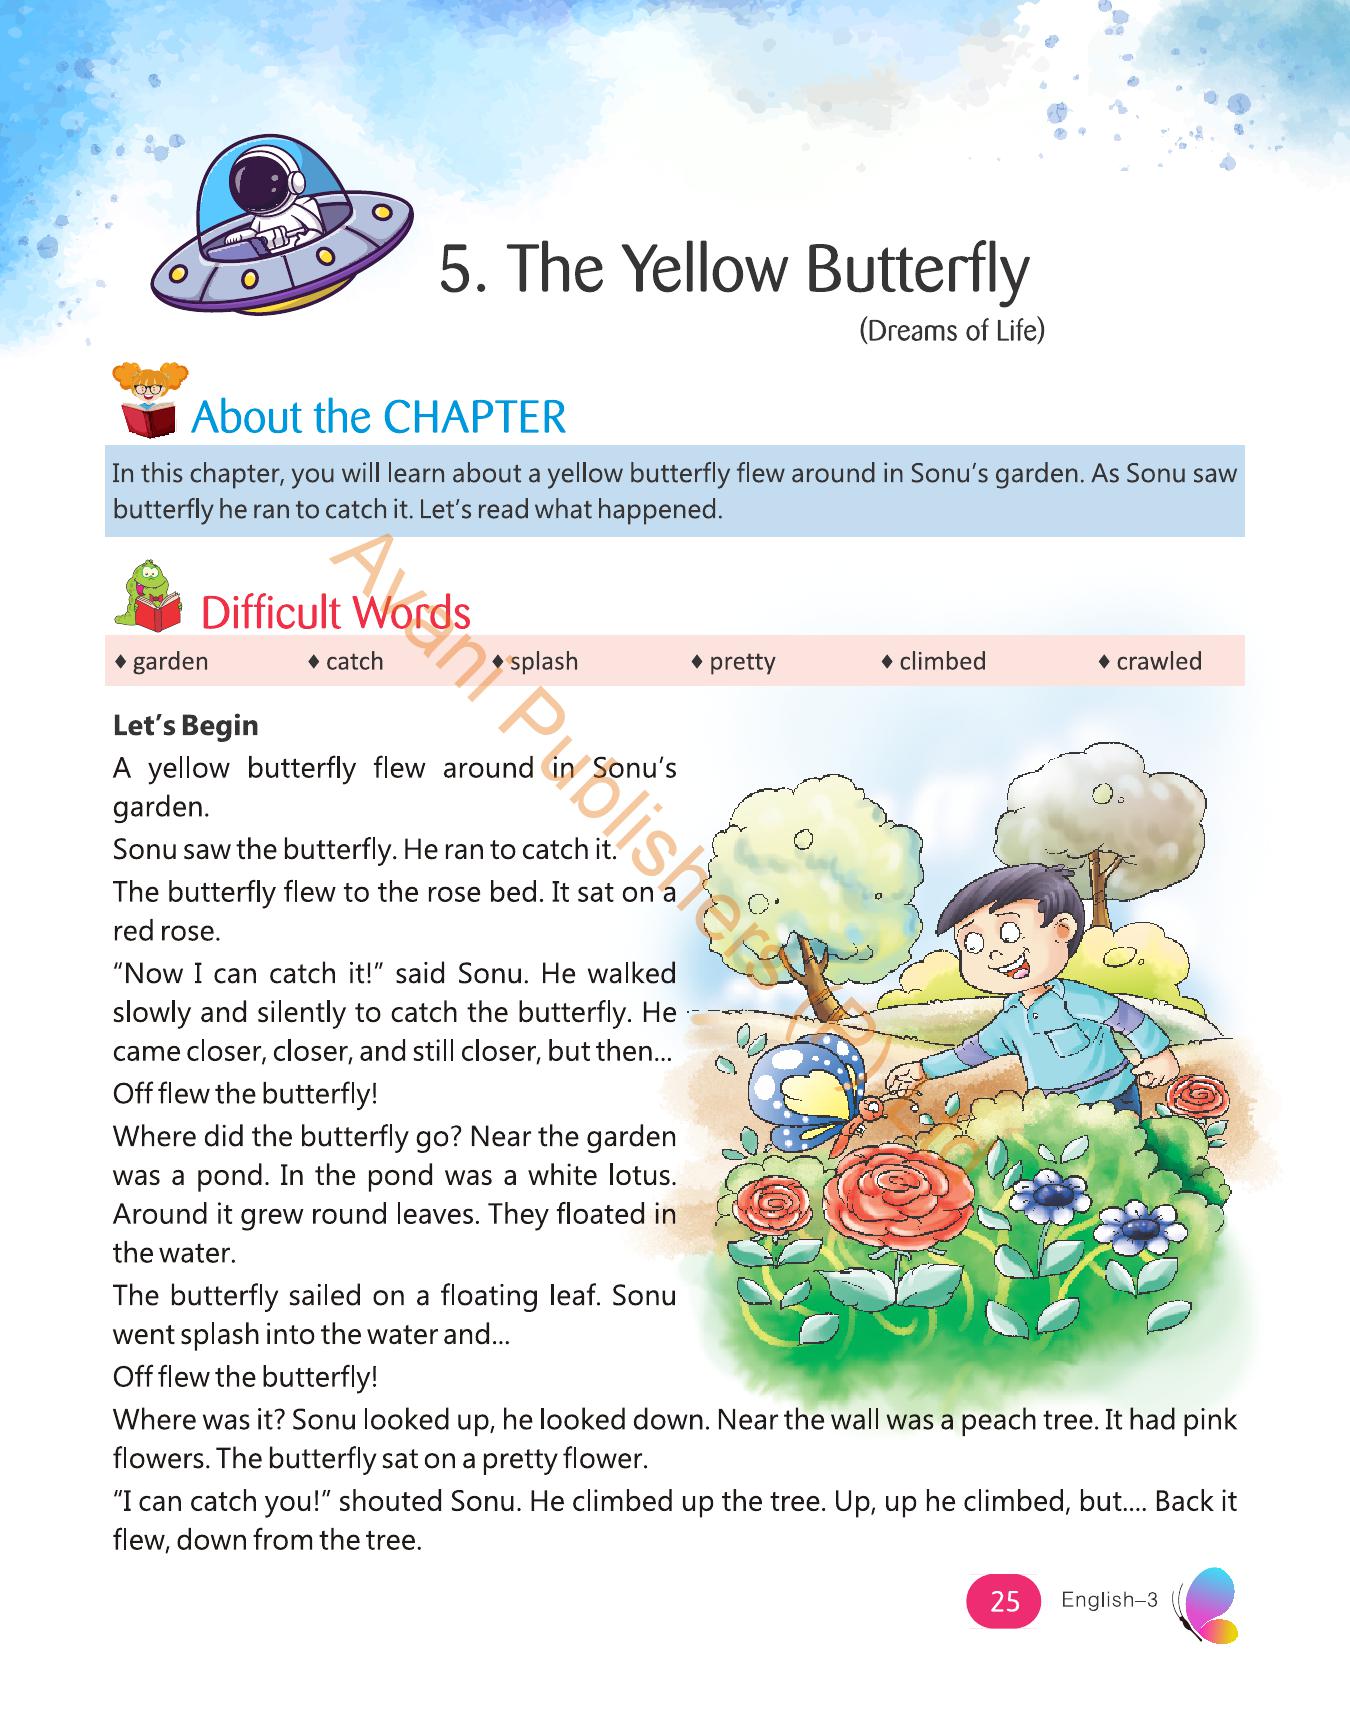 5. The Yellow Butterfly
(Dreams of Life)
About the CHAPTER
In this chapter, you will learn about a yellow butterfly flew around in Sonu’s garden. As Sonu saw
butterfly he ran to catch it. Let’s read what happened.
Difficult Words
♦ garden ♦ catch ♦ splash ♦ pretty ♦ climbed ♦ crawled
Let’s Begin
A yellow butterfly flew around in Sonu’s
garden.
Sonu saw the butterfly. He ran to catch it.
The butterfly flew to the rose bed. It sat on a
red rose.
“Now I can catch it!” said Sonu. He walked
slowly and silently to catch the butterfly. He
came closer, closer, and still closer, but then...
Off flew the butterfly!
Where did the butterfly go? Near the garden
was a pond. In the pond was a white lotus.
Around it grew round leaves. They floated in
the water.
The butterfly sailed on a floating leaf. Sonu
went splash into the water and...
Off flew the butterfly!
Where was it? Sonu looked up, he looked down. Near the wall was a peach tree. It had pink
flowers. The butterfly sat on a pretty flower.
“I can catch you!” shouted Sonu. He climbed up the tree. Up, up he climbed, but.... Back it
flew, down from the tree.
25 English–3
Avani Publishers (P) Ltd